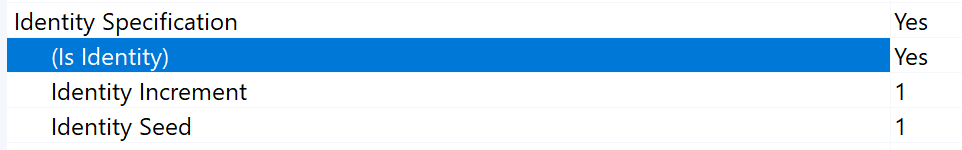 Identity Specification Yes
(Is Identity) Yes
Identity Increment 1
Identity Seed 1